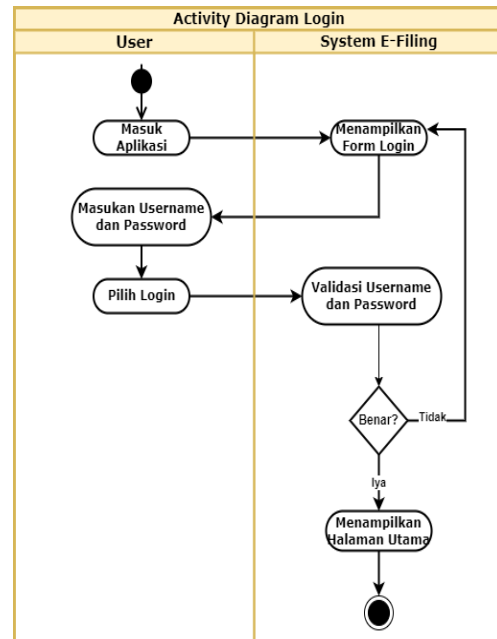 Activity Diagram Login
User
System E-Filing
Masuk
Aplikasi
Menampilkan
Form Login
Masukan Username
dan Password
Pilih Login
Validasi Username
dan Password
Benar?
Tidak
Iya
Menampilkan
Halaman Utama